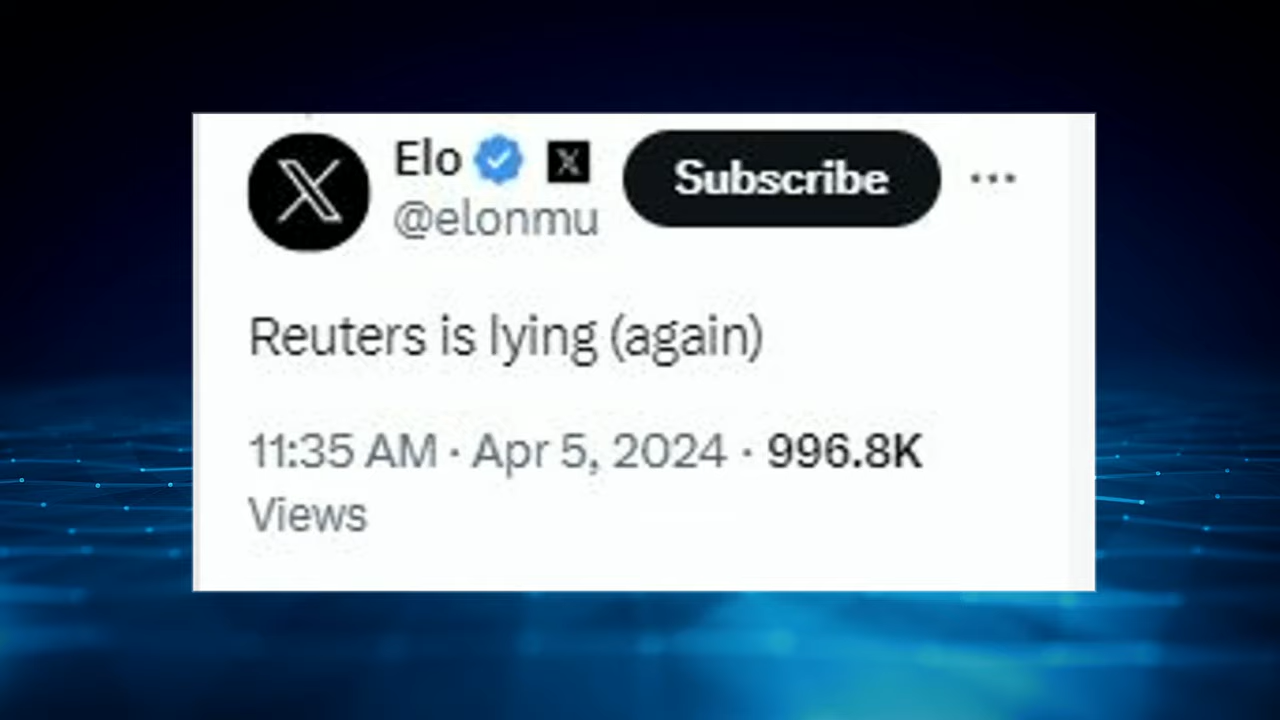 Elo
@elonmu
Subscribe
Reuters is lying (again)
11:35 AM · Apr 5, 2024 · 996.8K
Views